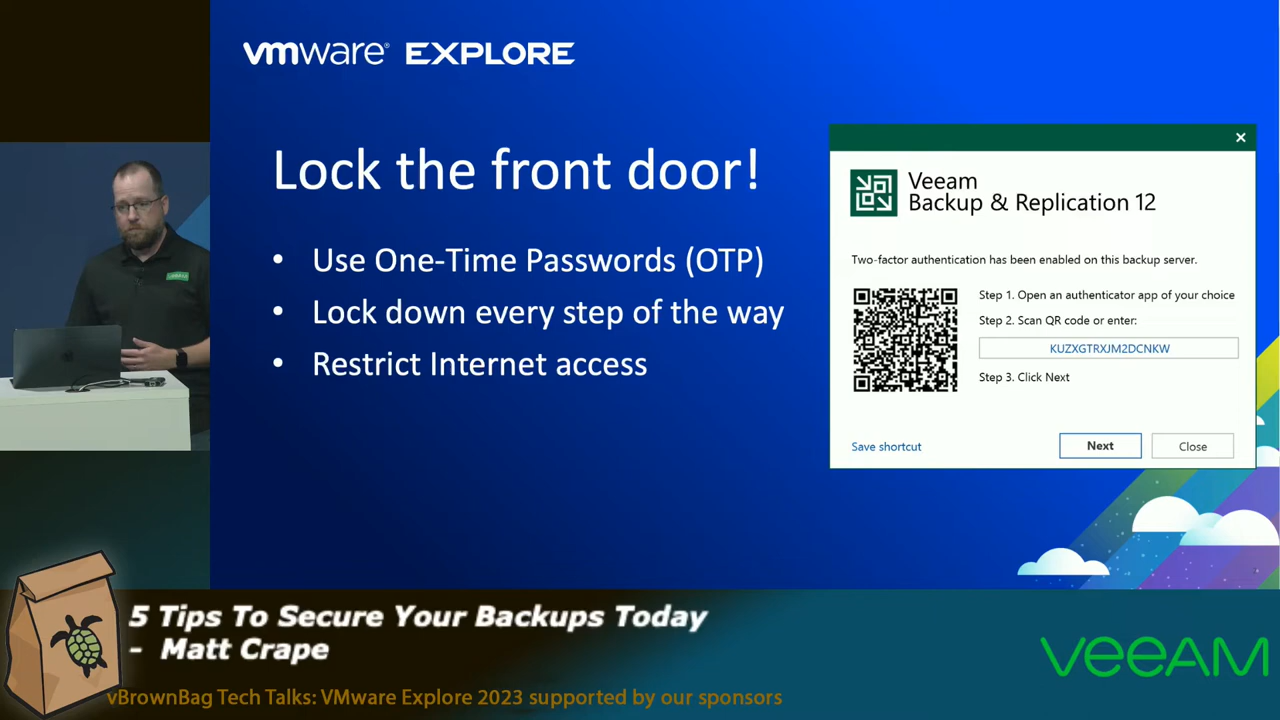 vmware® EXPLORE
Lock the front door!
• Use One-Time Passwords (OTP)
• Lock down every step of the way
• Restrict Internet access
Veeam
Backup & Replication 12
Two-factor authentication has been enabled on this backup server.
Step 1. Open an authenticator app of your choice
Step 2. Scan QR code or enter:
KUZXGTRXJM2DCNKW
Step 3. Click Next
Save shortcut
Next
Close
5 Tips To Secure Your Backups Today
- Matt Crape
veeAM
vBrownBag Tech Talks: VMware Explore 2023 supported by our sponsors